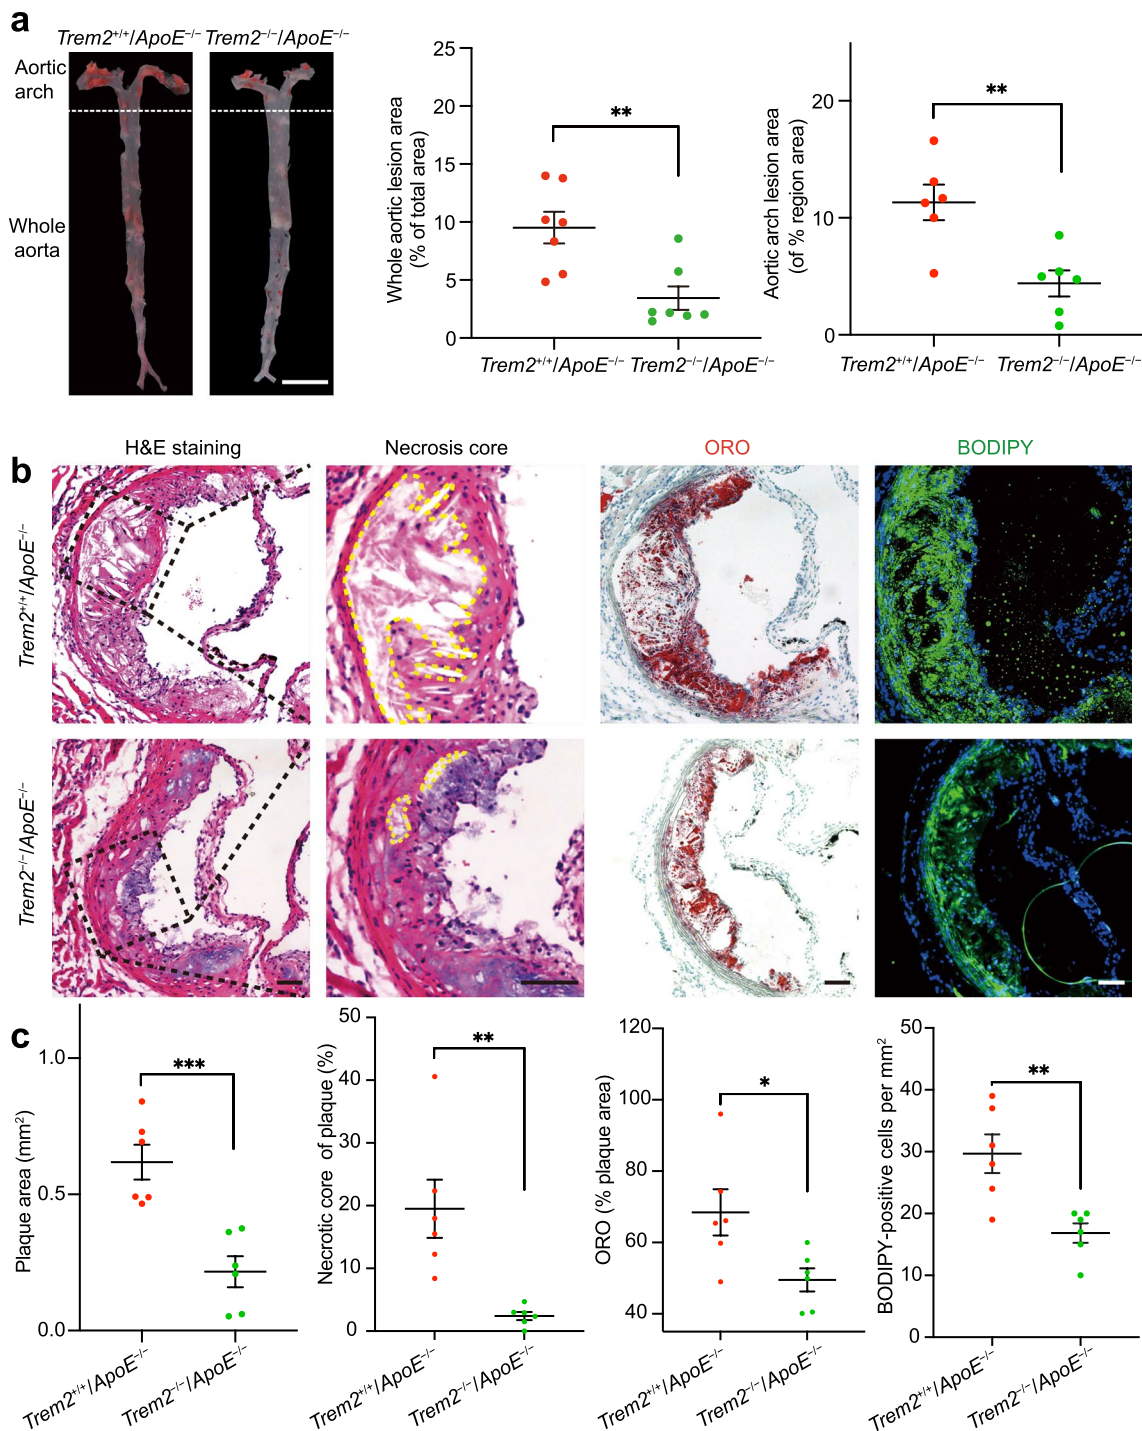 a
Trem2+/+/ApoE−/− Trem2−/−/ApoE−/−
Aortic
arch
Whole
aorta
Whole aortic lesion area
(% of total area)
25
20
15
10
5
0
**
Trem2+/+/ApoE−/− Trem2−/−/ApoE−/−
Aortic arch lesion area
(of % region area)
20
10
0
**
Trem2+/+/ApoE−/− Trem2−/−/ApoE−/−
b
H&E staining
Necrosis core
ORO
BODIPY
Trem2+/+/ApoE−/−
Trem2−/−/ApoE−/−
c
Plaque area (mm2)
1.0
0.5
0.0
***
Trem2+/+/ApoE−/−
Trem2−/−/ApoE−/−
Necrotic core of plaque (%)
50
40
30
20
10
0
**
Trem2+/+/ApoE−/−
Trem2−/−/ApoE−/−
ORO (% plaque area)
120
100
80
60
40
*
Trem2+/+/ApoE−/−
Trem2−/−/ApoE−/−
BODIPY-positive cells per mm2
50
40
30
20
10
0
**
Trem2+/+/ApoE−/−
Trem2−/−/ApoE−/−